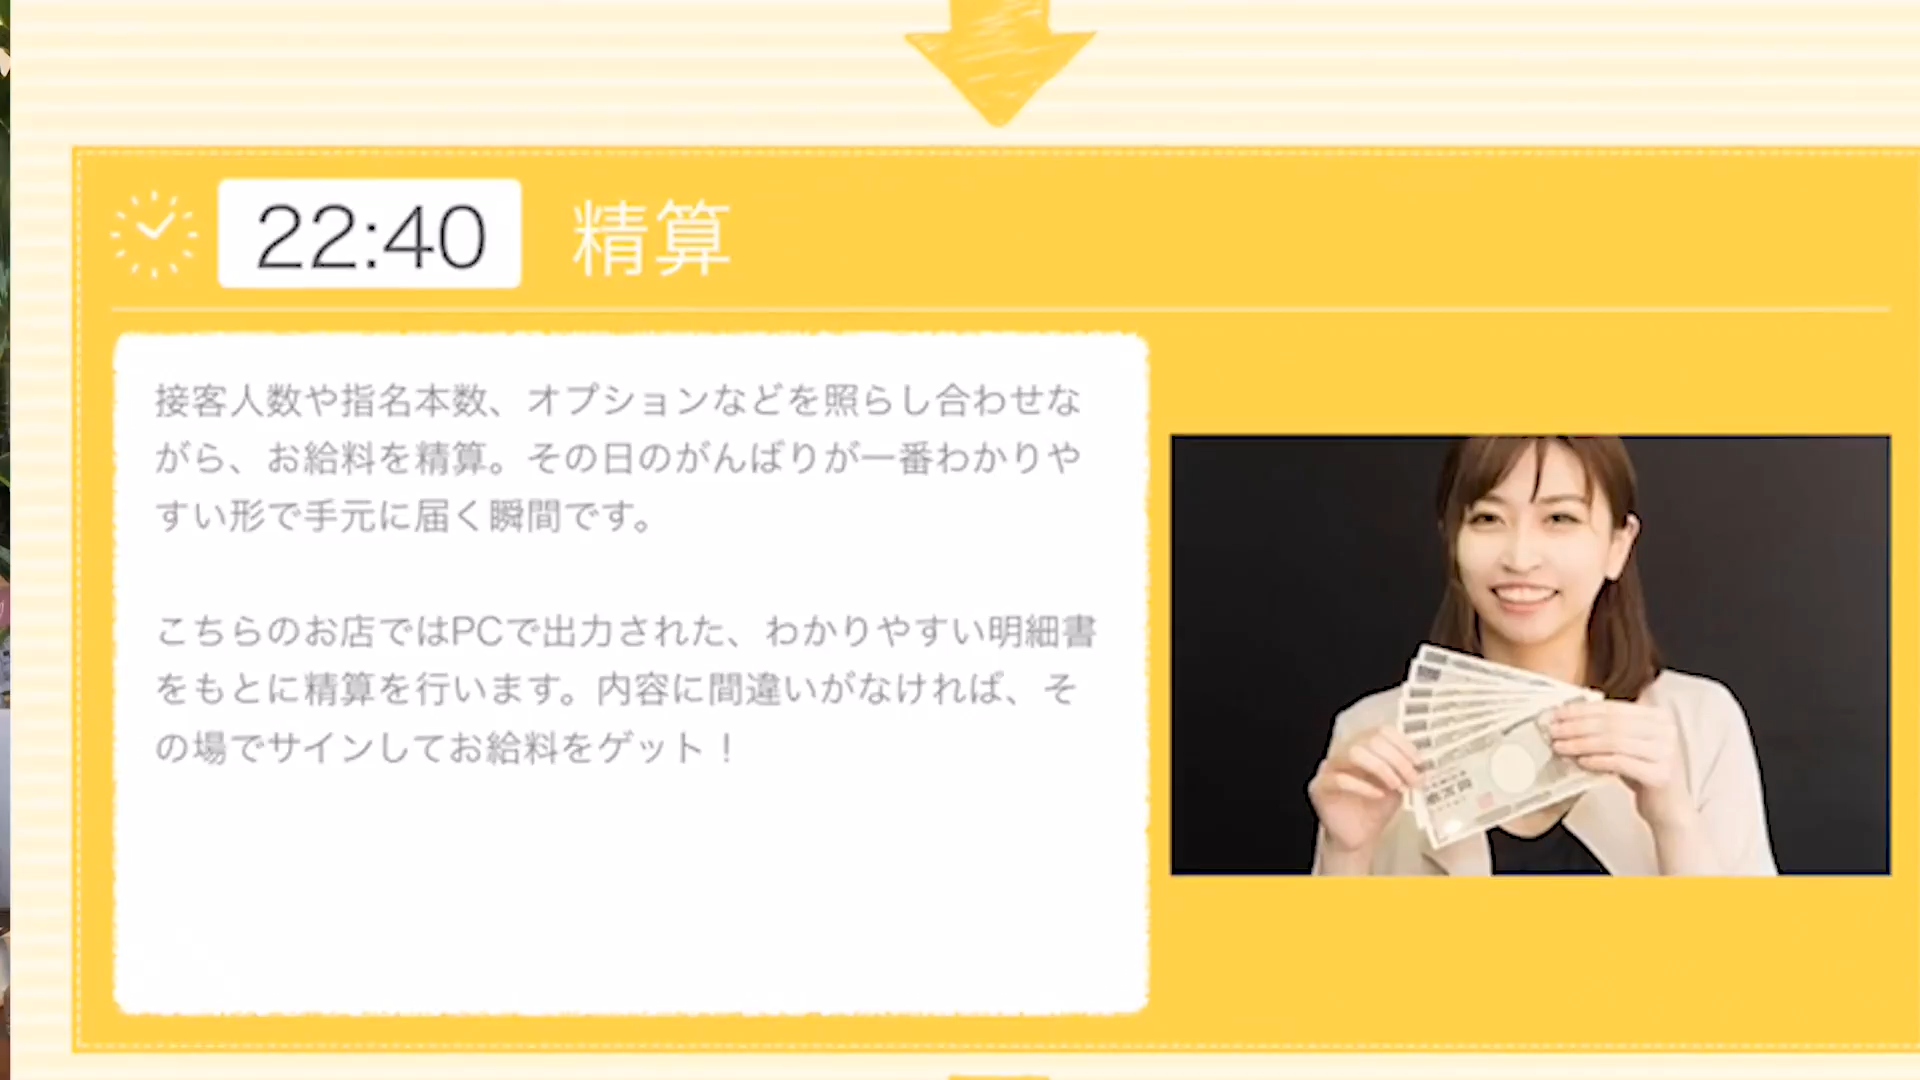 22:40 精算
接客人数や指名本数、オプションなどを照らし合わせな
がら、お給料を精算。その日のがんばりが一番わかりや
すい形で手元に届く瞬間です。
こちらのお店ではPCで出力された、わかりやすい明細書
をもとに精算を行います。内容に間違いがなければ、そ
の場でサインしてお給料をゲット！